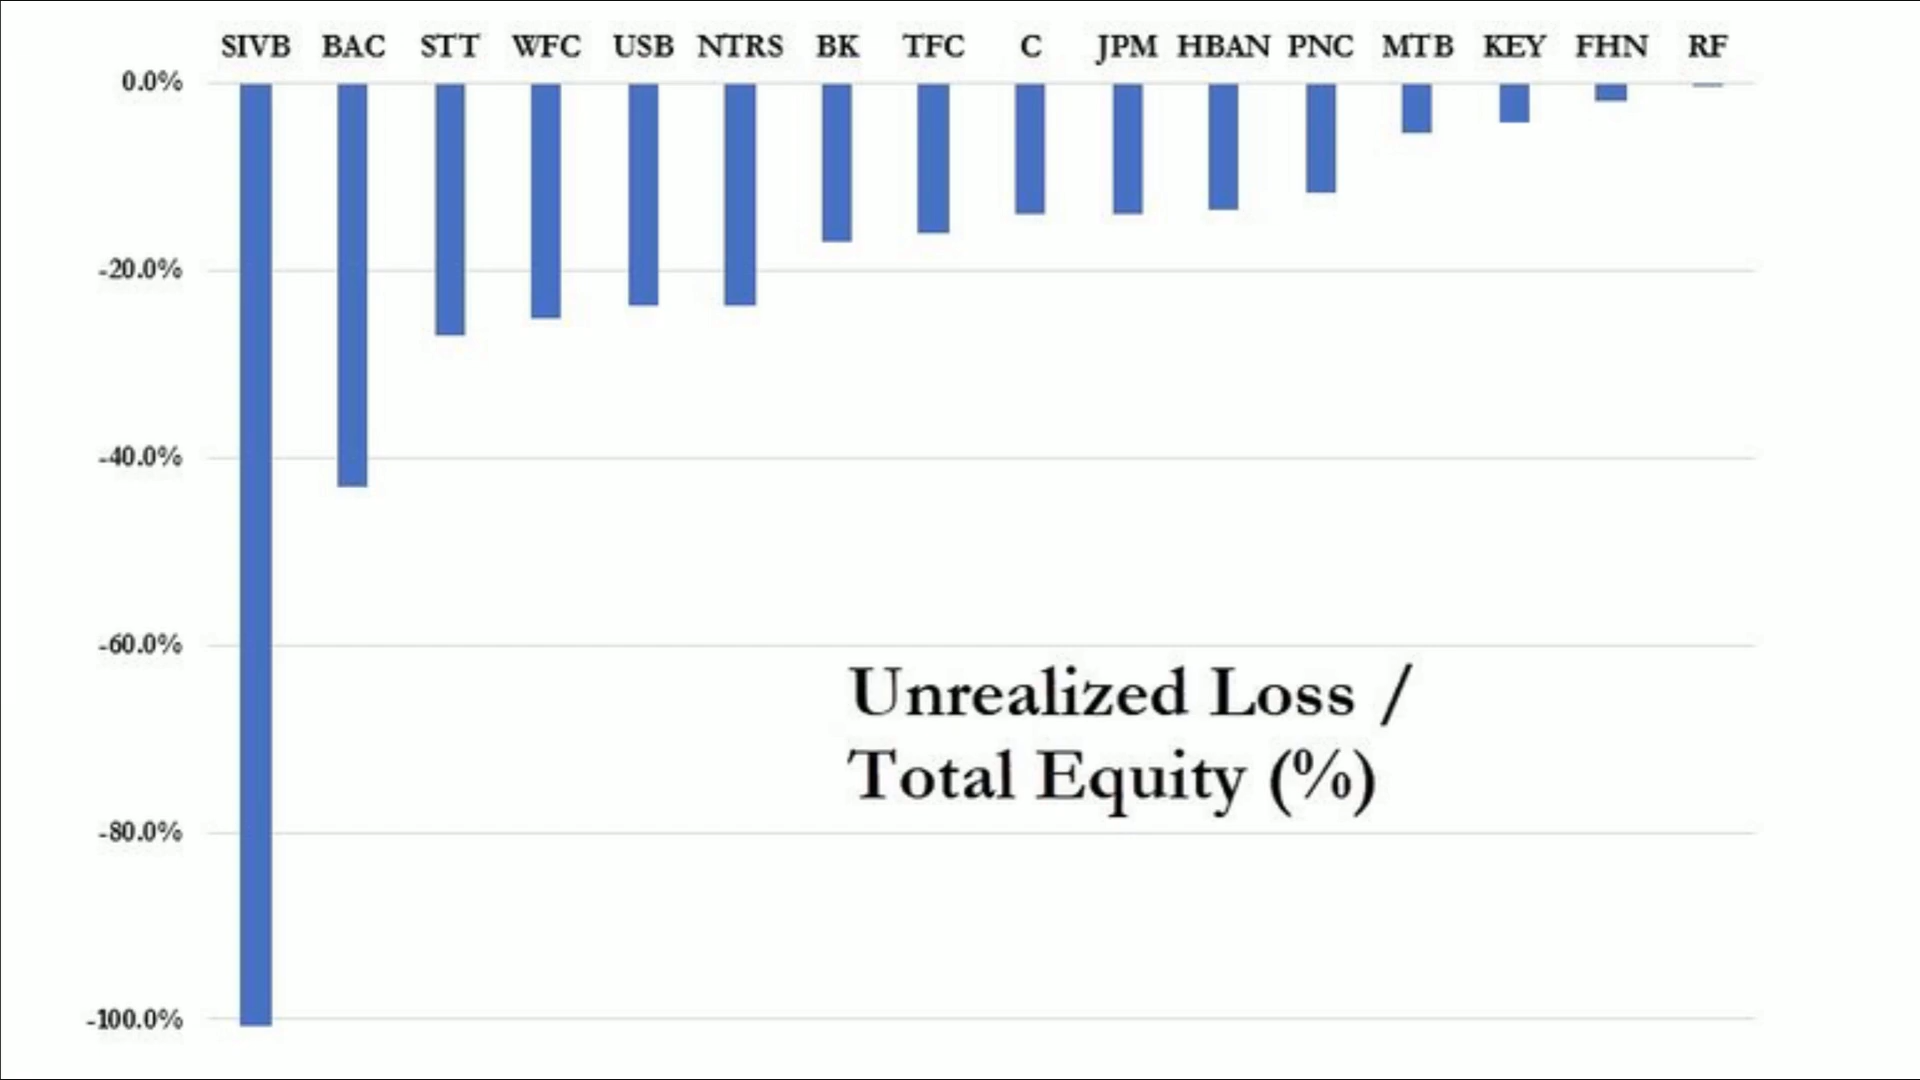 SIVB BAC STT WFC USB NTRS BK TFC C JPM HBAN PNC MTB KEY FHN RF
0.0%
-20.0%
-40.0%
-60.0%
Unrealized Loss /
Total Equity (%)
-80.0%
-100.0%